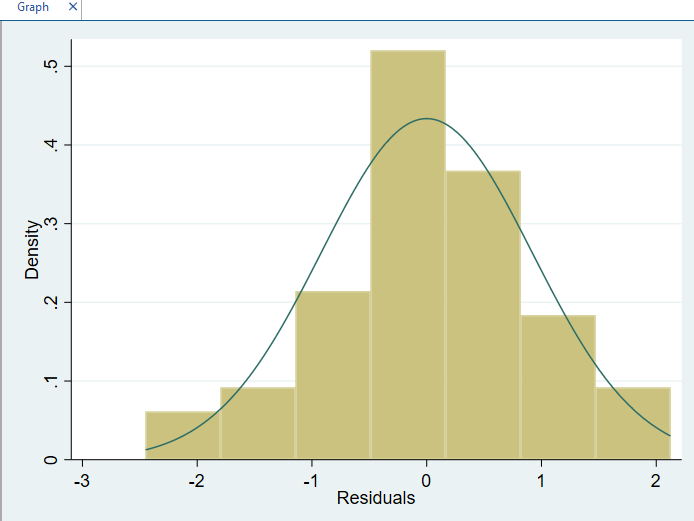 Graph ×
Density
.5
.4
.3
.2
.1
0
-3 -2 -1 0 1 2
Residuals